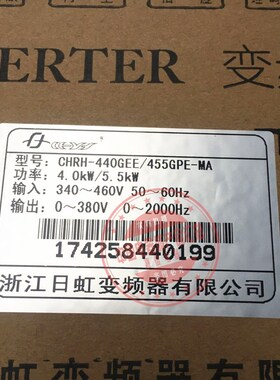 ERTER 变
型号: CHRH-440GEE/455GPE-MA
功率: 4.0kW/5.5kW
输入: 340~460V 50~60Hz
输出: 0~380V 0~2000Hz
174258440199
浙江日虹变频器有限公司